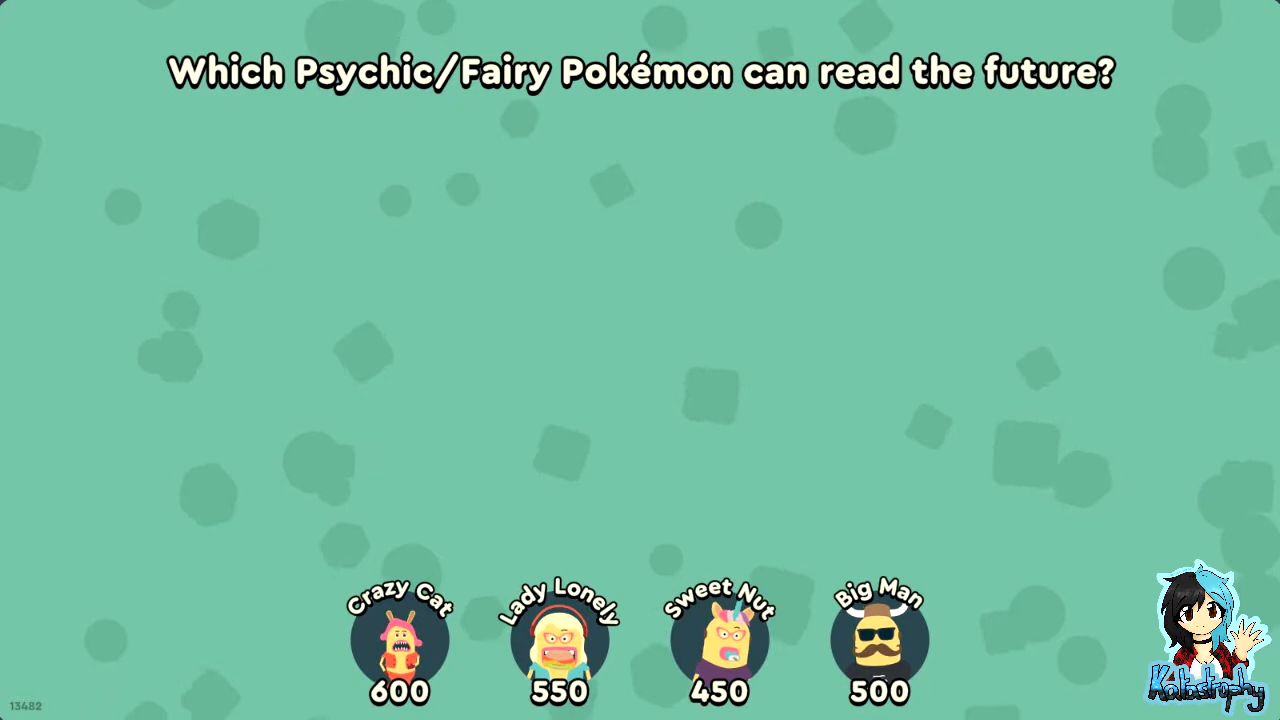 Which Psychic/Fairy Pokémon can read the future?
Crazy Cat
Lady Lonely
Sweet Nut
Big Man
600
550
450
500
13482
Kolastrophy